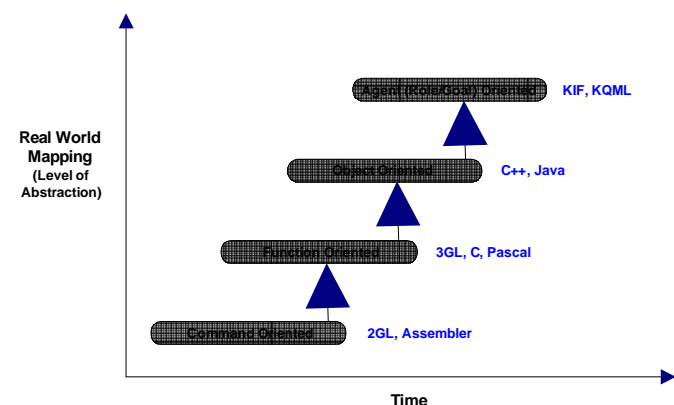 Agent (Role/Goal) Oriented
KIF, KQML
Real World
Mapping
(Level of
Abstraction)
Object Oriented
C++, Java
Function Oriented
3GL, C, Pascal
Command Oriented
2GL, Assembler
Time